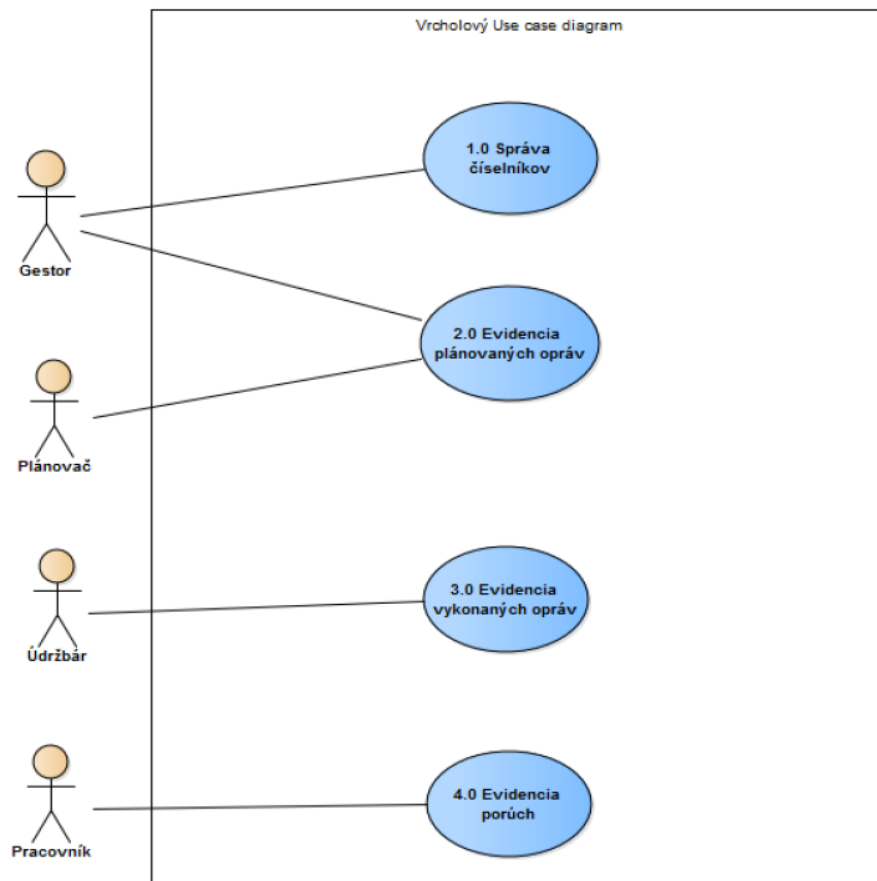 Vrcholový Use case diagram
1.0 Správa
číselníkov
Gestor
2.0 Evidencia
plánovaných opráv
Plánovač
3.0 Evidencia
vykonaných opráv
Údržbár
4.0 Evidencia
porúch
Pracovník